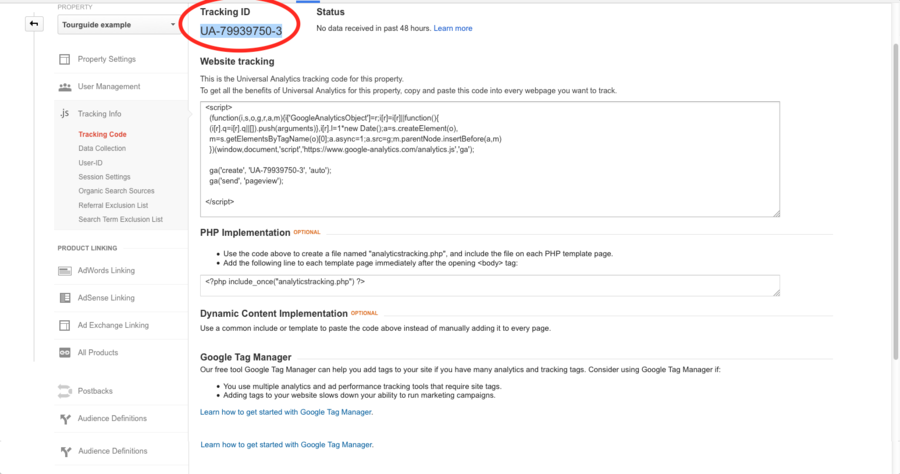 PROPERTY
Tourguide example
Property Settings
User Management
.js Tracking Info
Tracking Code
Data Collection
User-ID
Session Settings
Organic Search Sources
Referral Exclusion List
Search Term Exclusion List
PRODUCT LINKING
AdWords Linking
AdSense Linking
Ad Exchange Linking
All Products
Postbacks
Audience Definitions
Audience Definitions
Tracking ID
UA-79939750-3
Status
No data received in past 48 hours. Learn more
Website tracking
This is the Universal Analytics tracking code for this property.
To get all the benefits of Universal Analytics for this property, copy and paste this code into every webpage you want to track.
<script>
(function(i,s,o,g,r,a,m){i['GoogleAnalyticsObject']=r;i[r]=i[r]||function(){
(i[r].q=i[r].q||[]).push(arguments)},i[r].l=1*new Date();a=s.createElement(o),
m=s.getElementsByTagName(o)[0];a.async=1;a.src=g;m.parentNode.insertBefore(a,m)
})(window,document,'script','https://www.google-analytics.com/analytics.js','ga');
ga('create', 'UA-79939750-3', 'auto');
ga('send', 'pageview');
</script>
PHP Implementation OPTIONAL
• Use the code above to create a file named "analyticstracking.php", and include the file on each PHP template page.
• Add the following line to each template page immediately after the opening <body> tag:
<?php include_once("analyticstracking.php") ?>
Dynamic Content Implementation OPTIONAL
Use a common include or template to paste the code above instead of manually adding it to every page.
Google Tag Manager
Our free tool Google Tag Manager can help you add tags to your site if you have many analytics and tracking tags. Consider using Google Tag Manager if:
• You use multiple analytics and ad performance tracking tools that require site tags.
• Adding tags to your website slows down your ability to run marketing campaigns.
Learn how to get started with Google Tag Manager.
Learn how to get started with Google Tag Manager.